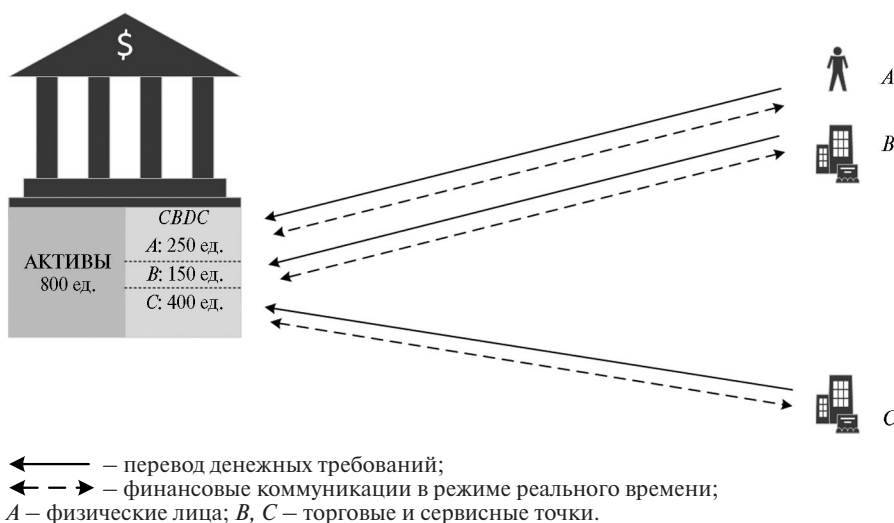 $
A
B
CBDC
A: 250 ед.
АКТИВЫ
800 ед.
B: 150 ед.
C: 400 ед.
C
– перевод денежных требований;
– финансовые коммуникации в режиме реального времени;
A – физические лица; B, C – торговые и сервисные точки.